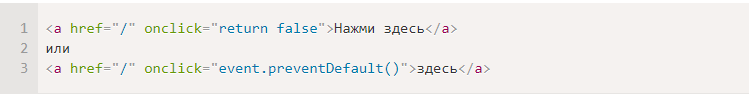 1 <a href="/" onclick="return false">Нажми здесь</a>
2 или
3 <a href="/" onclick="event.preventDefault()">здесь</a>